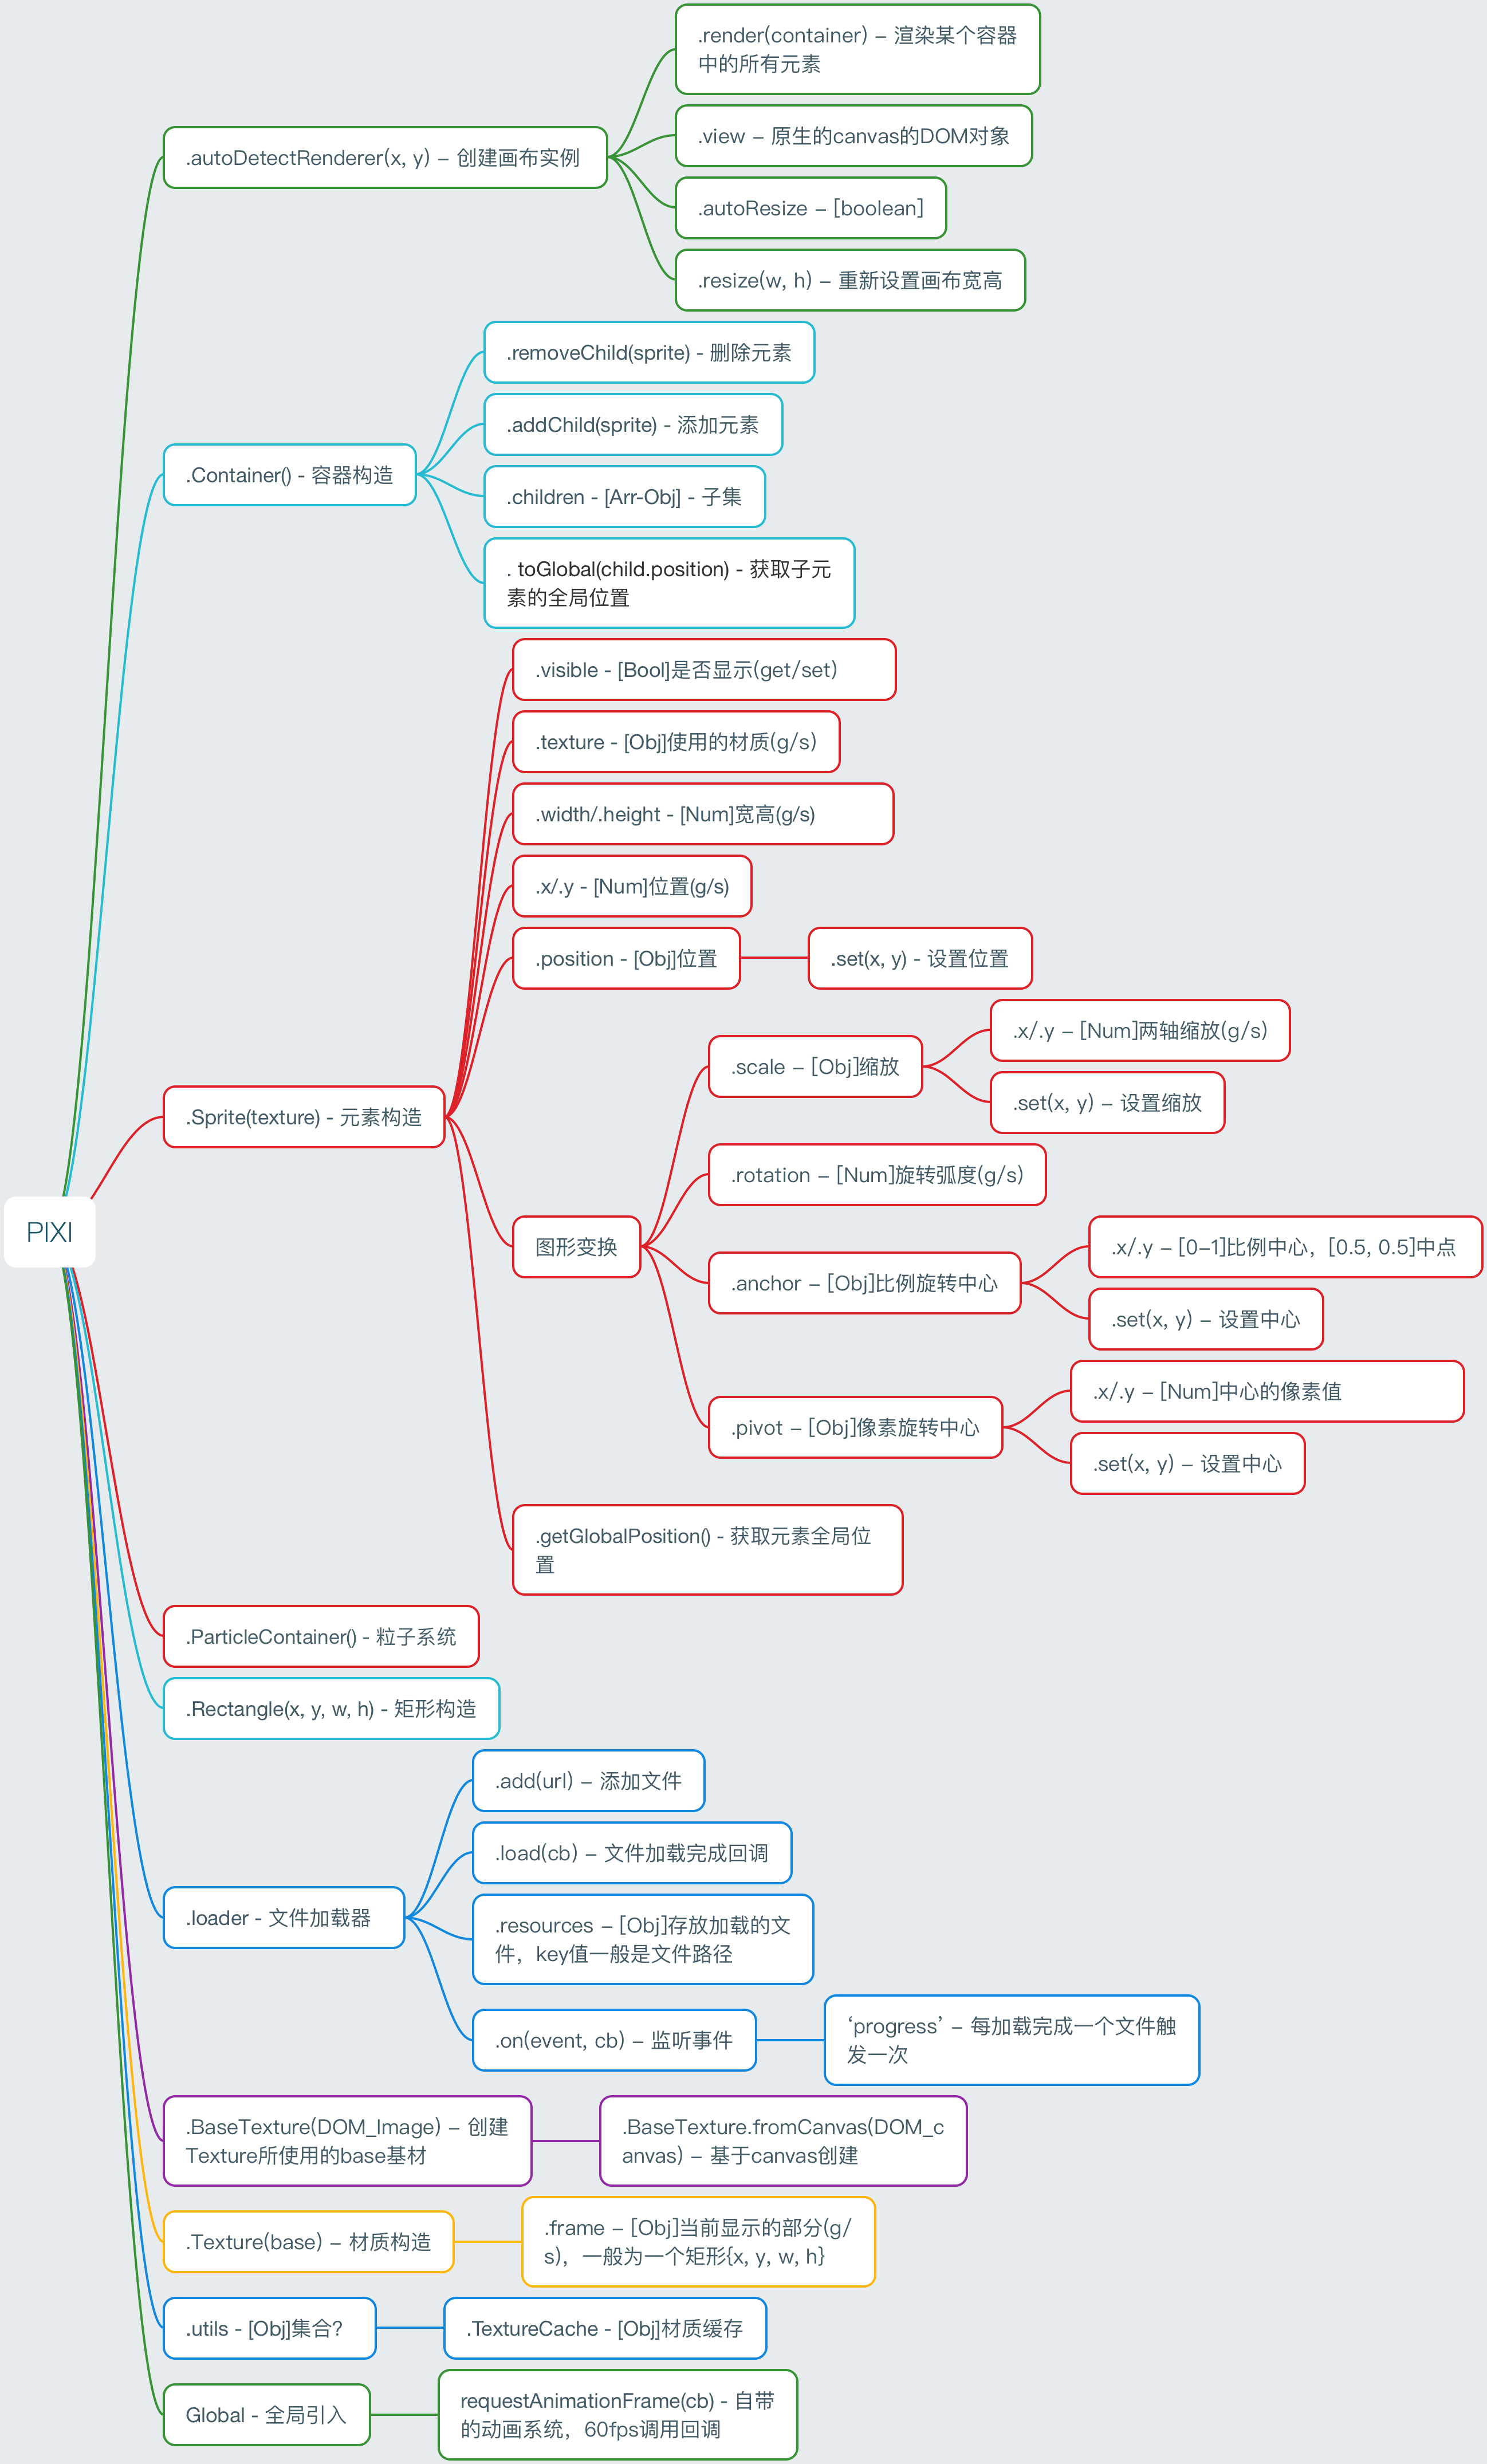 PIXI
.autoDetectRenderer(x, y) – 创建画布实例
.render(container) – 渲染某个容器
中的所有元素
.view – 原生的canvas的DOM对象
.autoResize – [boolean]
.resize(w, h) – 重新设置画布宽高
.Container() - 容器构造
.removeChild(sprite) - 删除元素
.addChild(sprite) - 添加元素
.children - [Arr-Obj] - 子集
. toGlobal(child.position) - 获取子元
素的全局位置
.Sprite(texture) - 元素构造
.visible - [Bool]是否显示(get/set)
.texture - [Obj]使用的材质(g/s)
.width/.height - [Num]宽高(g/s)
.x/.y - [Num]位置(g/s)
.position - [Obj]位置
.set(x, y) - 设置位置
图形变换
.scale – [Obj]缩放
.x/.y – [Num]两轴缩放(g/s)
.set(x, y) – 设置缩放
.rotation – [Num]旋转弧度(g/s)
.anchor – [Obj]比例旋转中心
.x/.y – [0–1]比例中心，[0.5, 0.5]中点
.set(x, y) – 设置中心
.pivot – [Obj]像素旋转中心
.x/.y – [Num]中心的像素值
.set(x, y) – 设置中心
.getGlobalPosition() - 获取元素全局位
置
.ParticleContainer() - 粒子系统
.Rectangle(x, y, w, h) - 矩形构造
.loader - 文件加载器
.add(url) – 添加文件
.load(cb) – 文件加载完成回调
.resources – [Obj]存放加载的文
件，key值一般是文件路径
.on(event, cb) – 监听事件
‘progress’ – 每加载完成一个文件触
发一次
.BaseTexture(DOM_Image) – 创建
Texture所使用的base基材
.BaseTexture.fromCanvas(DOM_c
anvas) – 基于canvas创建
.Texture(base) – 材质构造
.frame – [Obj]当前显示的部分(g/
s)，一般为一个矩形{x, y, w, h}
.utils - [Obj]集合?
.TextureCache - [Obj]材质缓存
Global - 全局引入
requestAnimationFrame(cb) - 自带
的动画系统，60fps调用回调